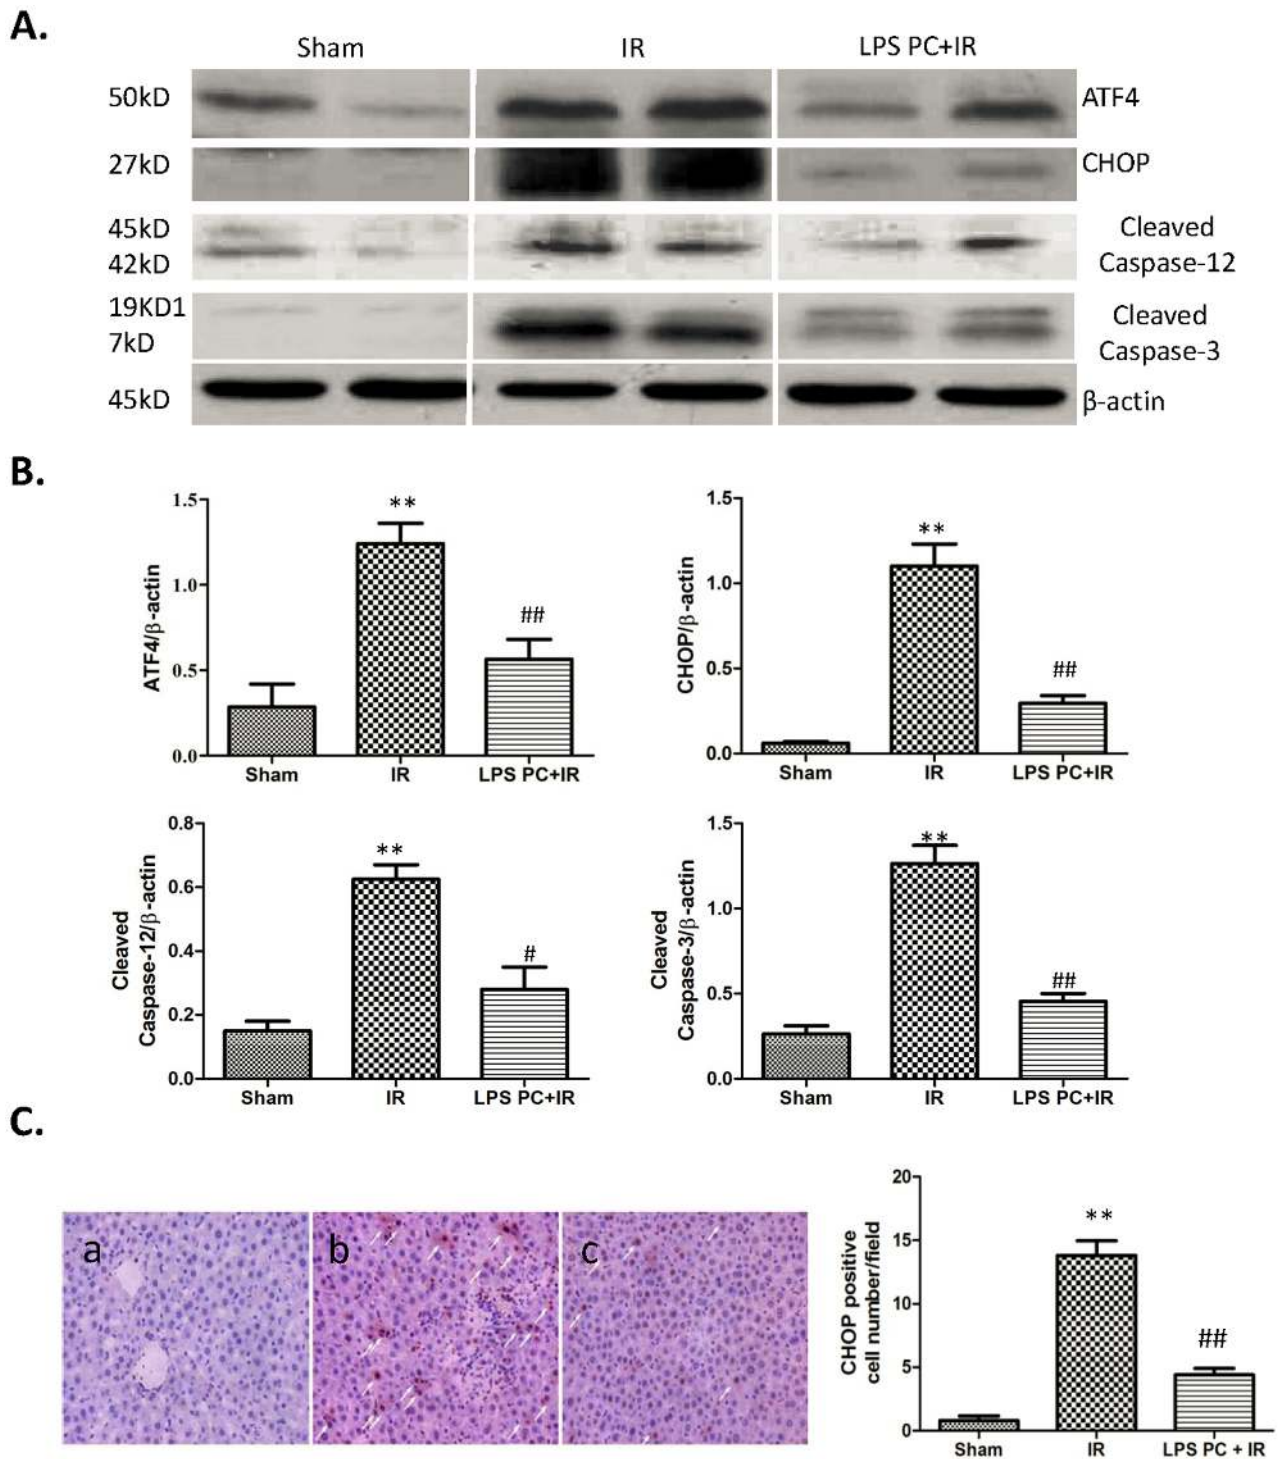 A.
Sham IR LPS PC+IR
50kD ATF4
27kD CHOP
45kD Cleaved
42kD Caspase-12
19KD1 Cleaved
7kD Caspase-3
45kD β-actin
B.
ATF4/β-actin
1.5
1.0
0.5
0.0
**
##
Sham IR LPS PC+IR
CHOP/β-actin
1.5
1.0
0.5
0.0
**
##
Sham IR LPS PC+IR
Cleaved
Caspase-12/β-actin
0.8
0.6
0.4
0.2
0.0
**
#
Sham IR LPS PC+IR
Cleaved
Caspase-3/β-actin
1.5
1.0
0.5
0.0
**
##
Sham IR LPS PC+IR
C.
a b c
CHOP positive
cell number/field
20
15
10
5
0
**
##
Sham IR LPS PC + IR